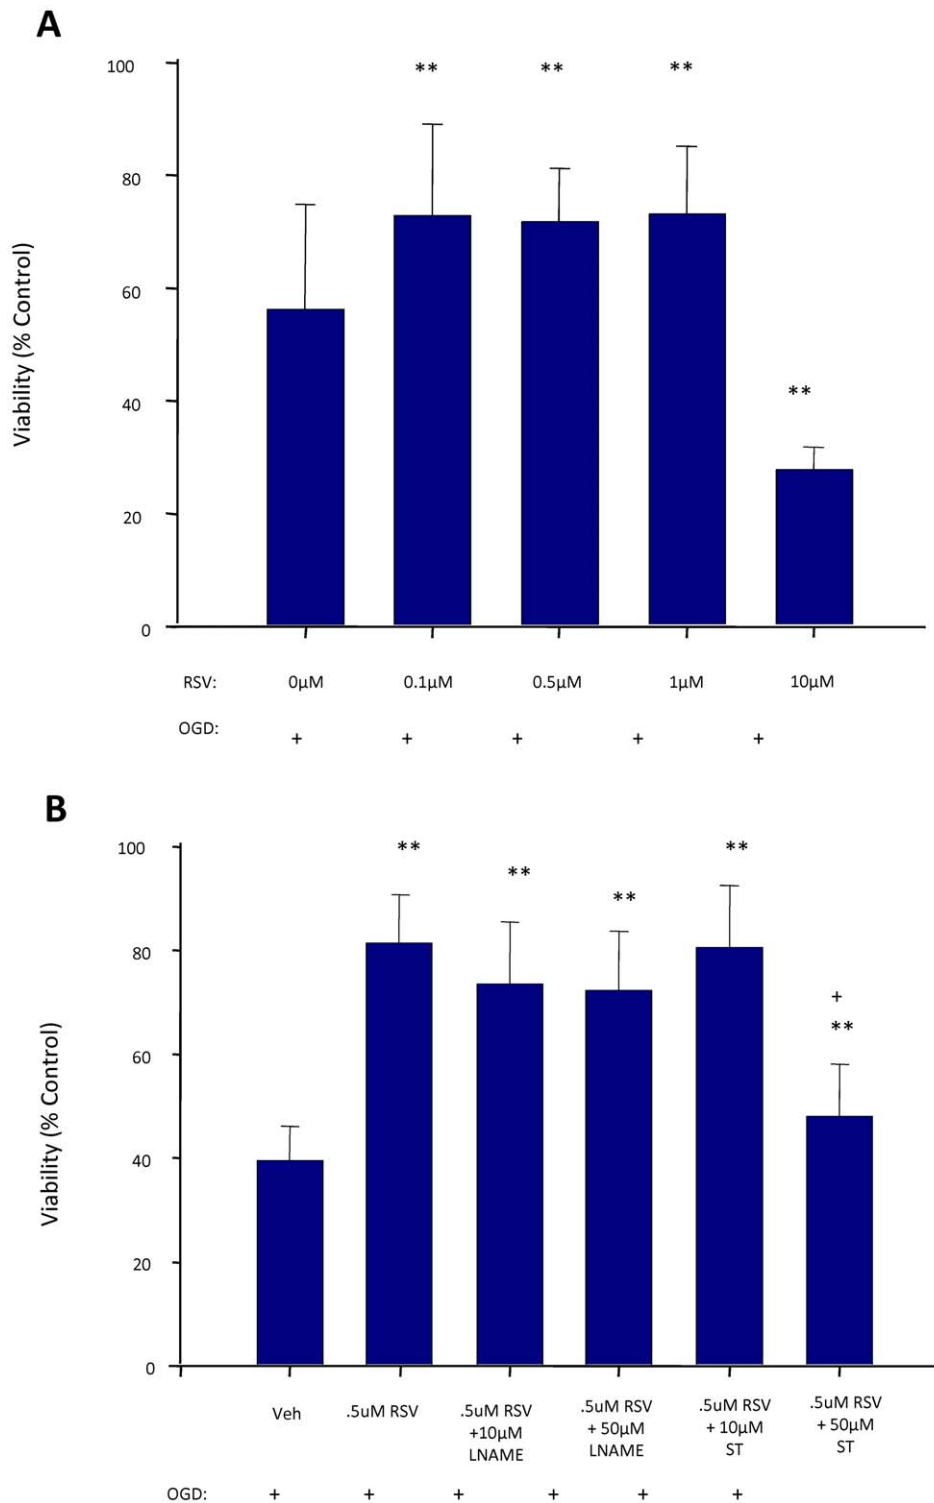 A
** ** **
100
80
60
40
**
20
0
Viability (% Control)
RSV: 0µM 0.1µM 0.5µM 1µM 10µM
OGD: + + + + +
B
** **
100
**
**
80
+
**
60
40
20
0
Viability (% Control)
Veh .5uM RSV .5uM RSV .5uM RSV .5uM RSV .5uM RSV
+10µM + 50µM + 10µM + 50µM
LNAME LNAME ST ST
OGD: + + + + + +